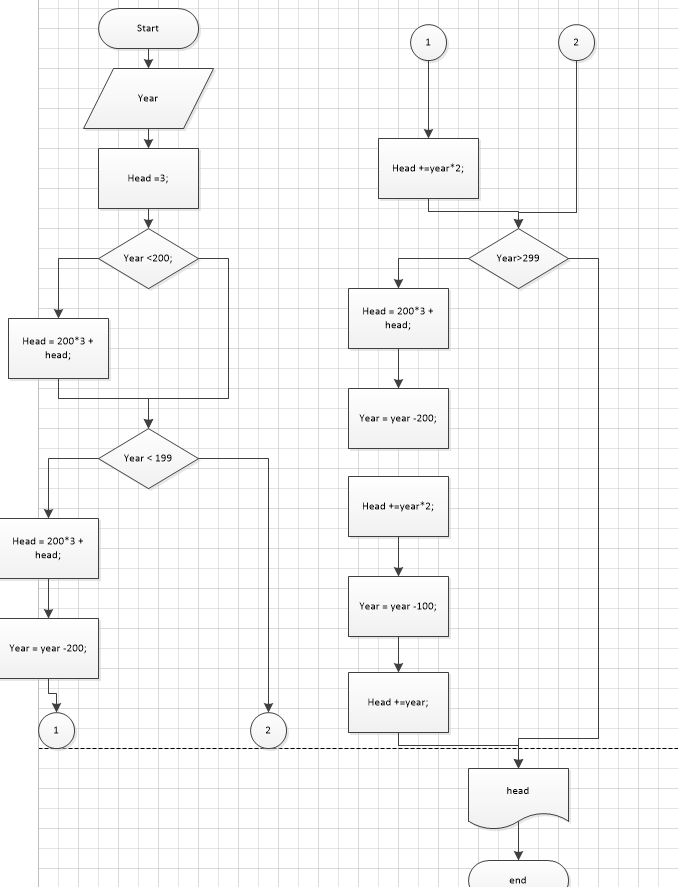 Start
Year
Head =3;
Year <200;
Head = 200*3 +
head;
Year < 199
Head = 200*3 +
head;
Year = year -200;
1
2
1
2
Head +=year*2;
Year>299
Head = 200*3 +
head;
Year = year -200;
Head +=year*2;
Year = year -100;
Head +=year;
head
end